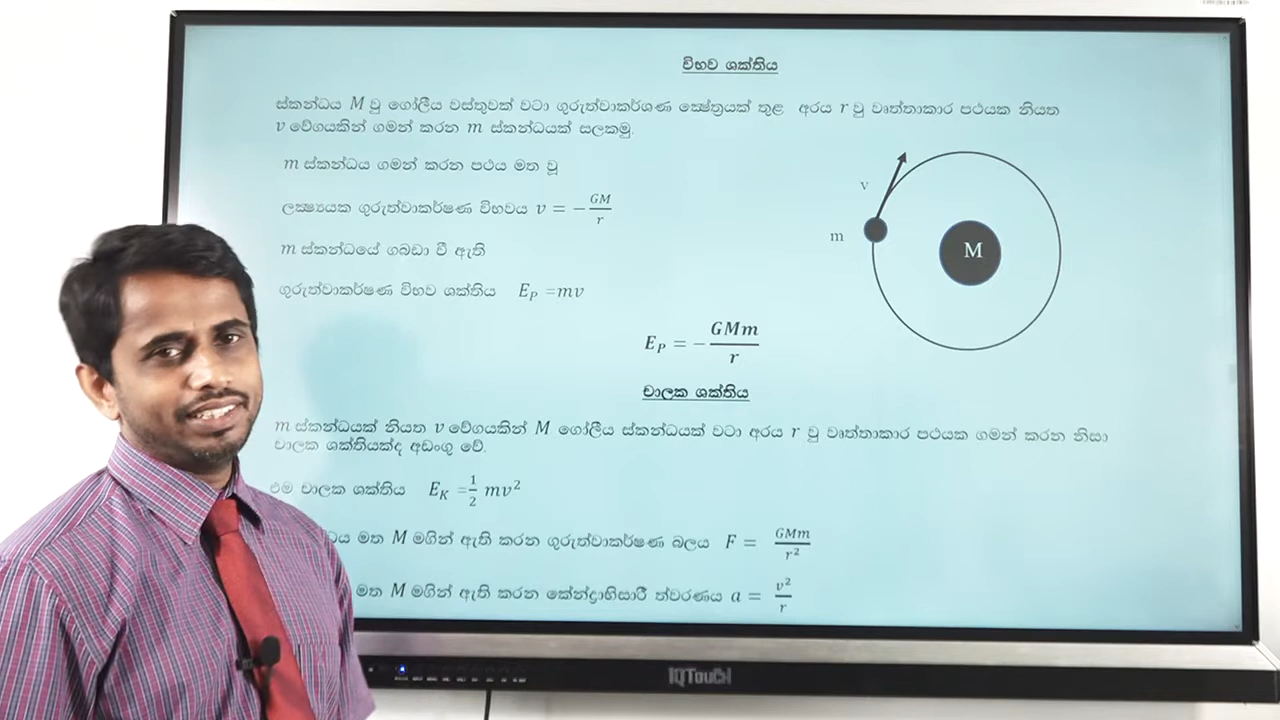 විභව ශක්තිය
ස්කන්ධය M වූ ගෝලීය වස්තුවක් වටා ගුරුත්වාකර්ශණ ක්‍ෂේත්‍රයක් තුළ අරය r වූ වෘත්තාකාර පථයක නියත
v වේගයකින් ගමන් කරන m ස්කන්ධයක් සලකමු.
m ස්කන්ධය ගමන් කරන පථය මත වූ
ලක්‍ෂ්‍යයක ගුරුත්වාකර්ෂණ විභවය v = − GM/r
m ස්කන්ධයේ ගබඩා වී ඇති
ගුරුත්වාකර්ෂණ විභව ශක්තිය E_P =mv
E_P = − GMm/r
v
m
M
චාලක ශක්තිය
m ස්කන්ධයක් නියත v වේගයකින් M ගෝලීය ස්කන්ධයක් වටා අරය r වූ වෘත්තාකාර පථයක ගමන් කරන නිසා
චාලක ශක්තියක්ද අඩංගු වේ.
එම චාලක ශක්තිය E_K = 1/2 mv²
මත M මගින් ඇති කරන ගුරුත්වාකර්ෂණ බලය F = GMm/r²
මත M මගින් ඇති කරන කේන්ද්‍රාභිසාරී ත්වරණය a = v²/r
IQTouch